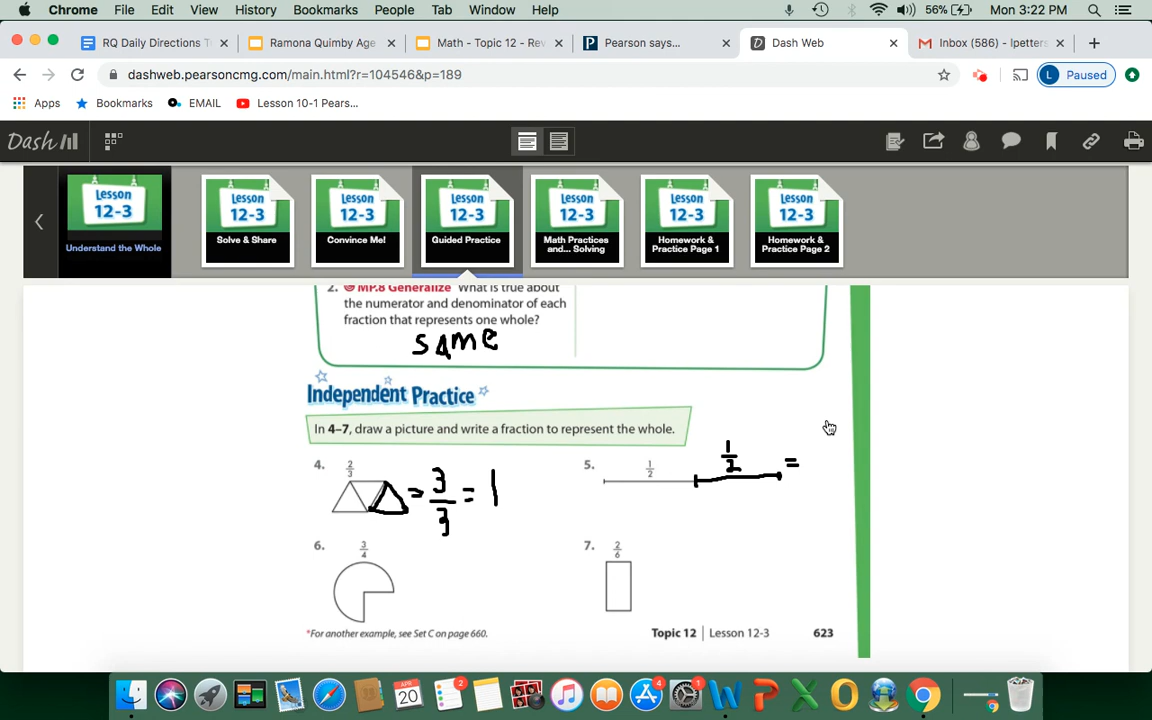 Chrome File Edit View History Bookmarks People Tab Window Help 56% Mon 3:22 PM
RQ Daily Directions T Ramona Quimby Age Math - Topic 12 - Rev Pearson says... Dash Web Inbox (586) - lpetters
dashweb.pearsoncmg.com/main.html?r=104546&p=189 L Paused
Apps Bookmarks EMAIL Lesson 10-1 Pears...
Dash
Lesson 12-3 Understand the Whole
Lesson 12-3 Solve & Share
Lesson 12-3 Convince Me!
Lesson 12-3 Guided Practice
Lesson 12-3 Math Practices and... Solving
Lesson 12-3 Homework & Practice Page 1
Lesson 12-3 Homework & Practice Page 2
2. MP.8 Generalize What is true about
the numerator and denominator of each
fraction that represents one whole?
same
Independent Practice
In 4–7, draw a picture and write a fraction to represent the whole.
4. 2/3 = 3/3 = 1
5. 1/2 1/2 =
6. 3/4
7. 2/6
*For another example, see Set C on page 660.
Topic 12 Lesson 12-3 623
APR 20 2 4 1